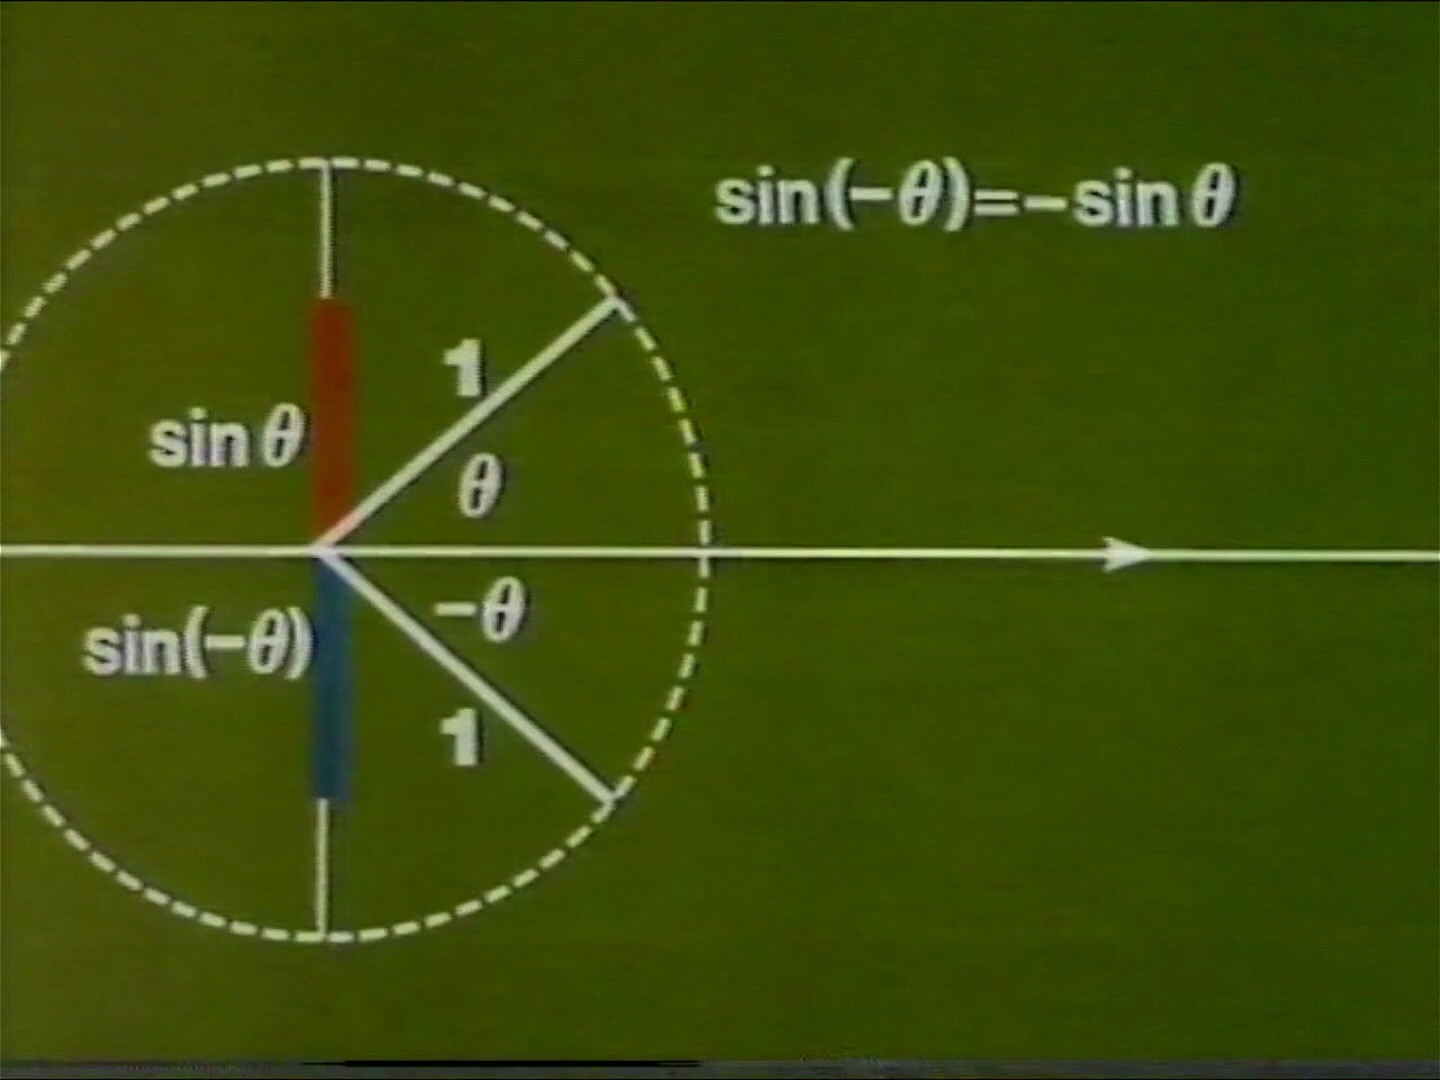 sin(-θ)=-sin θ
1
sin θ
θ
-θ
sin(-θ)
1